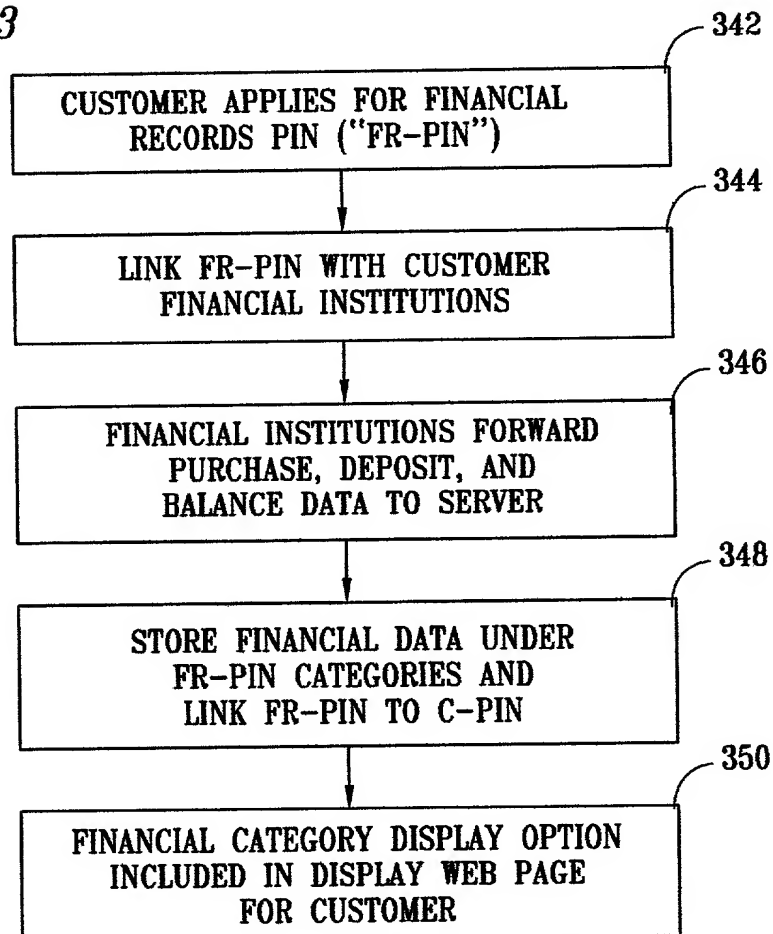 3
342
CUSTOMER APPLIES FOR FINANCIAL
RECORDS PIN ("FR-PIN")
344
LINK FR-PIN WITH CUSTOMER
FINANCIAL INSTITUTIONS
346
FINANCIAL INSTITUTIONS FORWARD
PURCHASE, DEPOSIT, AND
BALANCE DATA TO SERVER
348
STORE FINANCIAL DATA UNDER
FR-PIN CATEGORIES AND
LINK FR-PIN TO C-PIN
350
FINANCIAL CATEGORY DISPLAY OPTION
INCLUDED IN DISPLAY WEB PAGE
FOR CUSTOMER